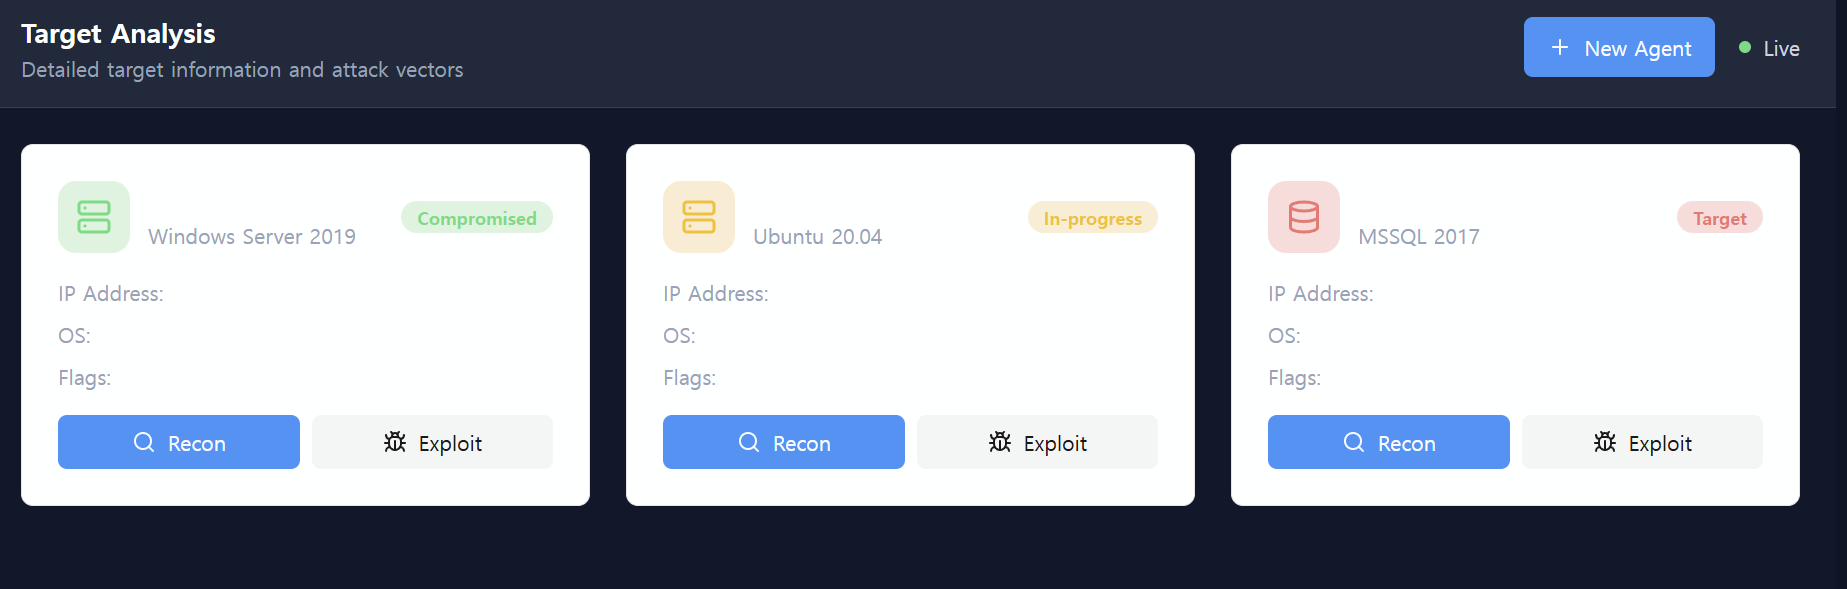 Target Analysis
Detailed target information and attack vectors
New Agent
Live
Windows Server 2019
Compromised
IP Address:
OS:
Flags:
Recon
Exploit
Ubuntu 20.04
In-progress
IP Address:
OS:
Flags:
Recon
Exploit
MSSQL 2017
Target
IP Address:
OS:
Flags:
Recon
Exploit